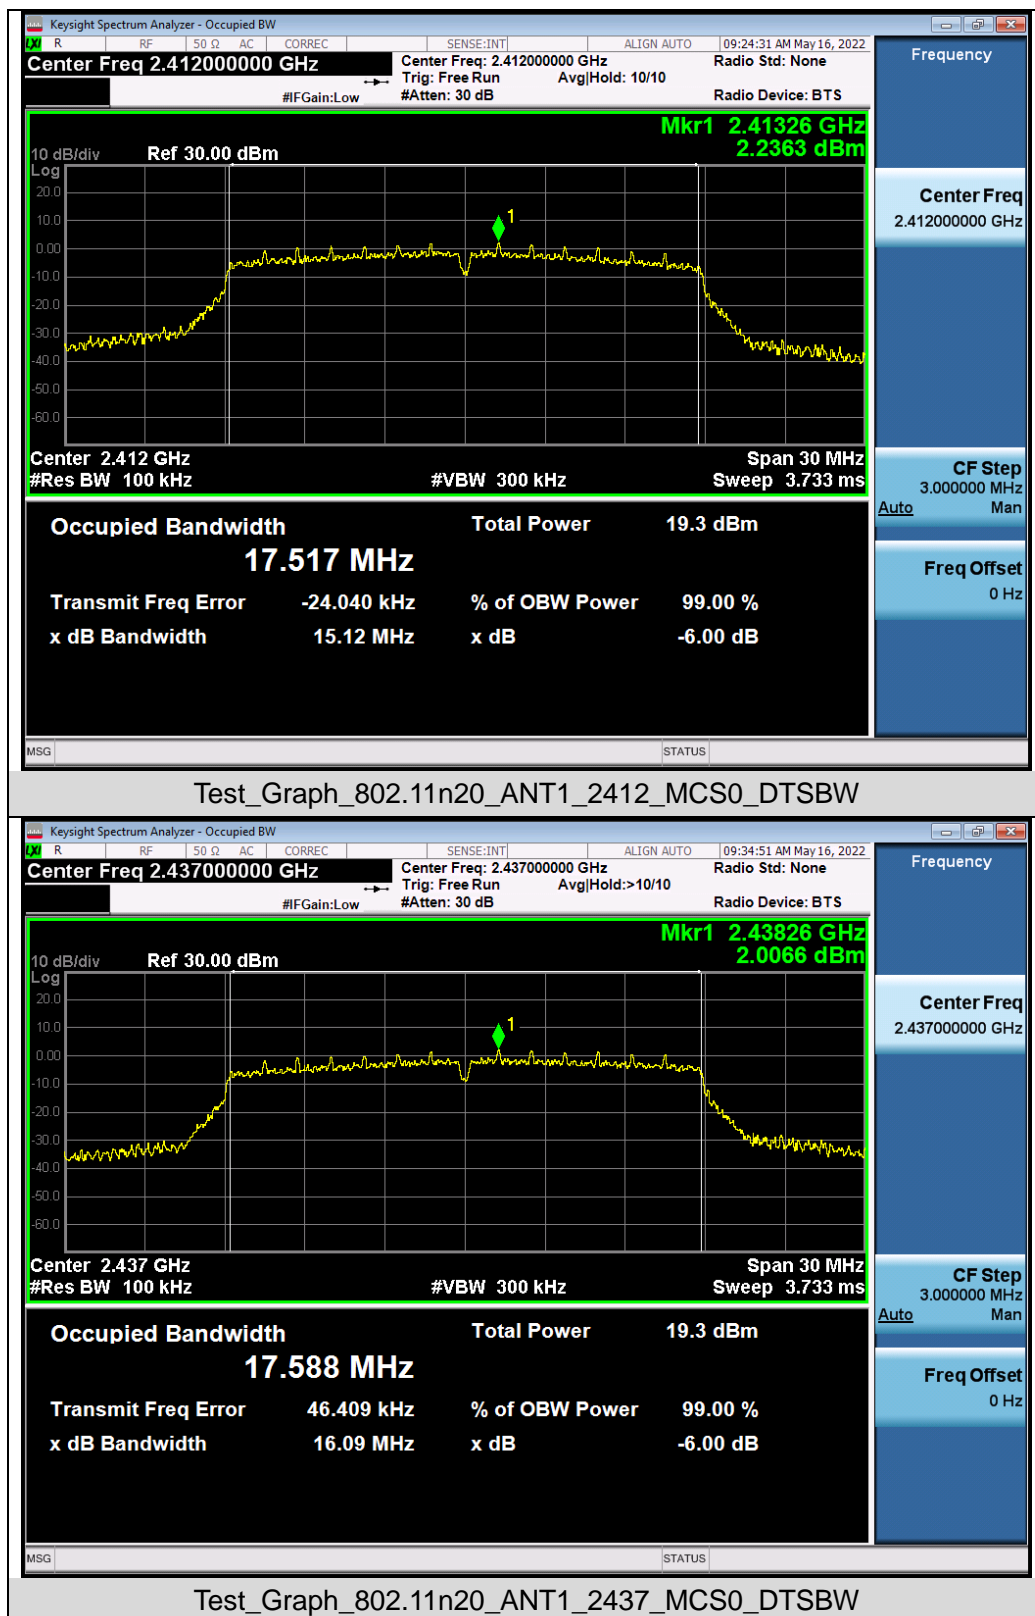 Keysight Spectrum Analyzer - Occupied BW
LXI R RF 50 Ω AC CORREC SENSE:INT ALIGN AUTO 09:24:31 AM May 16, 2022
Center Freq 2.412000000 GHz
Center Freq: 2.412000000 GHz Radio Std: None
Trig: Free Run Avg|Hold: 10/10
#IFGain:Low #Atten: 30 dB Radio Device: BTS
Frequency
Mkr1 2.41326 GHz
2.2363 dBm
10 dB/div Ref 30.00 dBm
Log
20.0
10.0
0.00
-10.0
-20.0
-30.0
-40.0
-50.0
-60.0
1
Center 2.412 GHz Span 30 MHz
#Res BW 100 kHz #VBW 300 kHz Sweep 3.733 ms
Center Freq
2.412000000 GHz
CF Step
3.000000 MHz
Auto Man
Freq Offset
0 Hz
Occupied Bandwidth Total Power 19.3 dBm
17.517 MHz
Transmit Freq Error -24.040 kHz % of OBW Power 99.00 %
x dB Bandwidth 15.12 MHz x dB -6.00 dB
MSG STATUS
Test_Graph_802.11n20_ANT1_2412_MCS0_DTSBW
Keysight Spectrum Analyzer - Occupied BW
LXI R RF 50 Ω AC CORREC SENSE:INT ALIGN AUTO 09:34:51 AM May 16, 2022
Center Freq 2.437000000 GHz
Center Freq: 2.437000000 GHz Radio Std: None
Trig: Free Run Avg|Hold:>10/10
#IFGain:Low #Atten: 30 dB Radio Device: BTS
Frequency
Mkr1 2.43826 GHz
2.0066 dBm
10 dB/div Ref 30.00 dBm
Log
20.0
10.0
0.00
-10.0
-20.0
-30.0
-40.0
-50.0
-60.0
1
Center 2.437 GHz Span 30 MHz
#Res BW 100 kHz #VBW 300 kHz Sweep 3.733 ms
Center Freq
2.437000000 GHz
CF Step
3.000000 MHz
Auto Man
Freq Offset
0 Hz
Occupied Bandwidth Total Power 19.3 dBm
17.588 MHz
Transmit Freq Error 46.409 kHz % of OBW Power 99.00 %
x dB Bandwidth 16.09 MHz x dB -6.00 dB
MSG STATUS
Test_Graph_802.11n20_ANT1_2437_MCS0_DTSBW